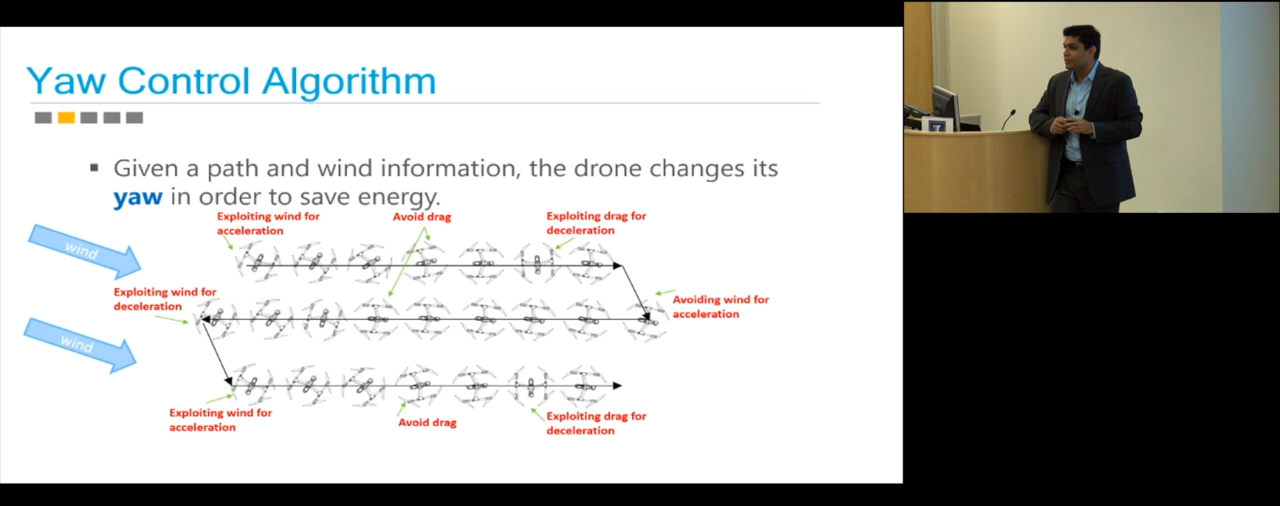 Yaw Control Algorithm
Given a path and wind information, the drone changes its
yaw in order to save energy.
Exploiting wind for
acceleration
Avoid drag
Exploiting drag for
deceleration
wind
Exploiting wind for
deceleration
Avoiding wind for
acceleration
wind
Exploiting wind for
acceleration
Avoid drag
Exploiting drag for
deceleration